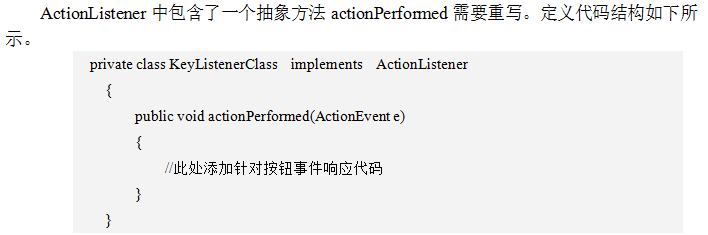 ActionListener 中包含了一个抽象方法 actionPerformed 需要重写。定义代码结构如下所
示。
private class KeyListenerClass implements ActionListener
{
public void actionPerformed(ActionEvent e)
{
//此处添加针对按钮事件响应代码
}
}